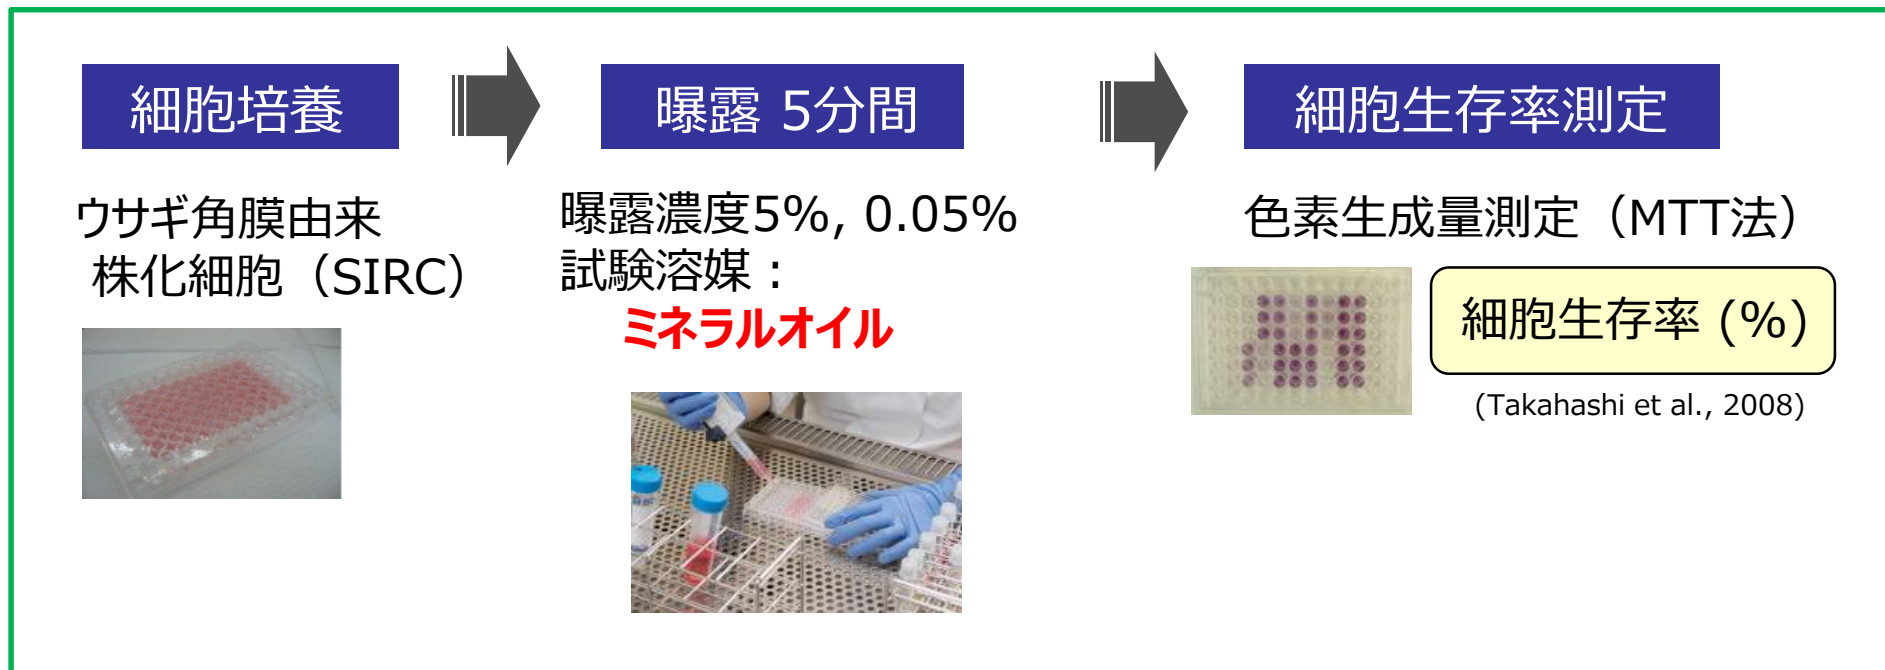 細胞培養
曝露 5分間
細胞生存率測定
ウサギ角膜由来
株化細胞（SIRC）
曝露濃度5%, 0.05%
試験溶媒：
ミネラルオイル
色素生成量測定（MTT法）
細胞生存率 (%)
(Takahashi et al., 2008)